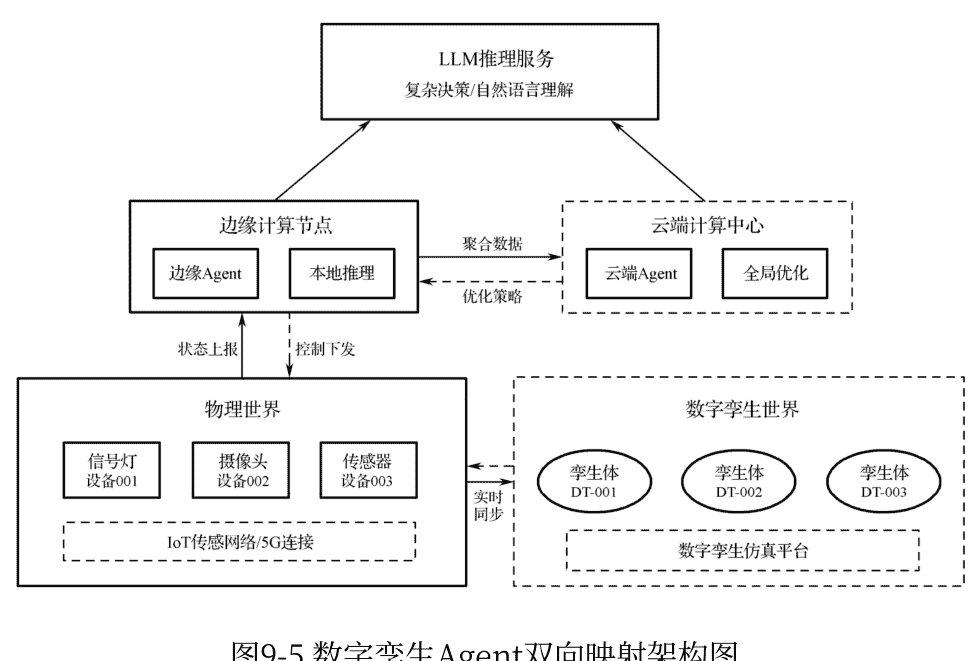 LLM推理服务
复杂决策/自然语言理解
边缘计算节点
边缘Agent
本地推理
聚合数据
优化策略
云端计算中心
云端Agent
全局优化
状态上报
控制下发
物理世界
信号灯
设备001
摄像头
设备002
传感器
设备003
IoT传感网络/5G连接
实时
同步
数字孪生世界
孪生体
DT-001
孪生体
DT-002
孪生体
DT-003
数字孪生仿真平台
图9-5 数字孪生Agent双向映射架构图